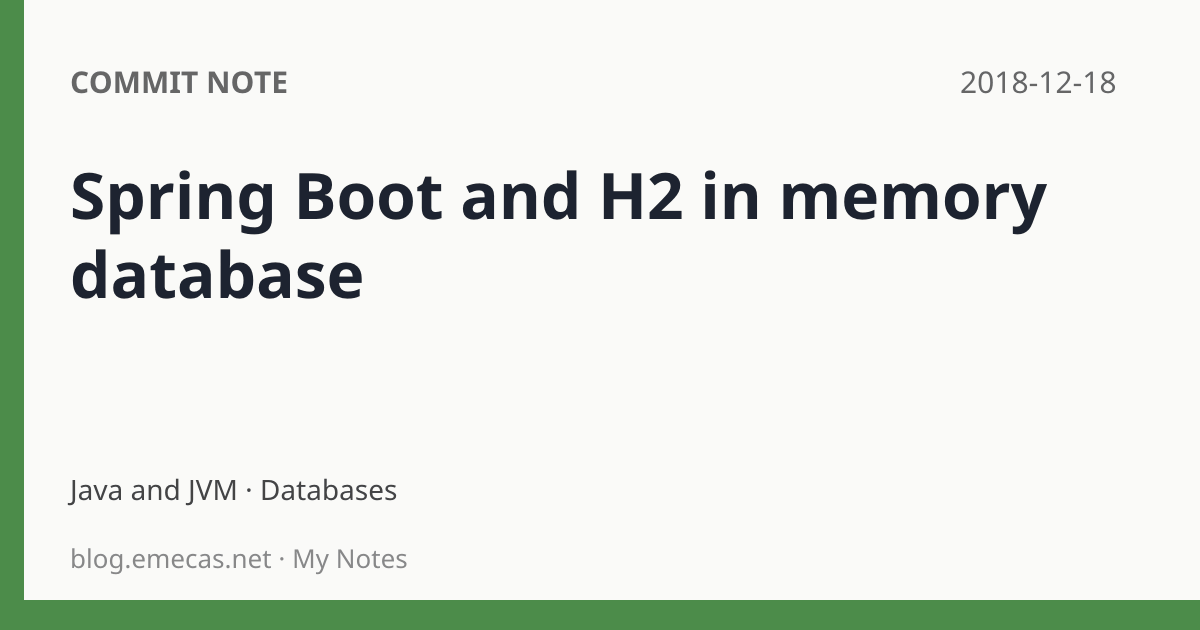 COMMIT NOTE
2018-12-18
Spring Boot and H2 in memory
database
Java and JVM · Databases
blog.emecas.net · My Notes